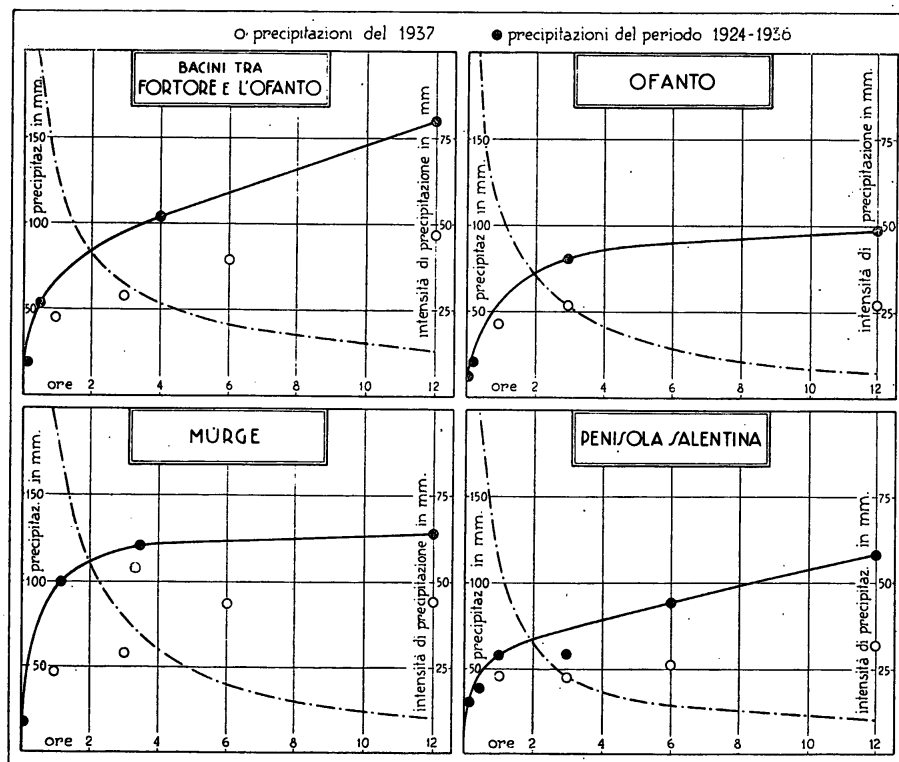 precipitazioni del 1937
precipitazioni del periodo 1924-1936
BACINI TRA
FORTORE E L'OFANTO
precipitaz. in mm.
150
100
50
intensità di precipitazione in mm
75
50
25
ore 2 4 6 8 10 12
OFANTO
precipitaz. in mm.
150
100
50
intensità di precipitazione in mm.
75
50
25
ore 2 4 6 8 10 12
MURGE
precipitaz. in mm.
150
100
50
intensità di precipitazione in mm.
75
50
25
ore 2 4 6 8 10 12
PENISOLA SALENTINA
precipitaz. in mm.
150
100
50
intensità di precipitaz. in mm.
75
50
25
ore 2 4 6 8 10 12